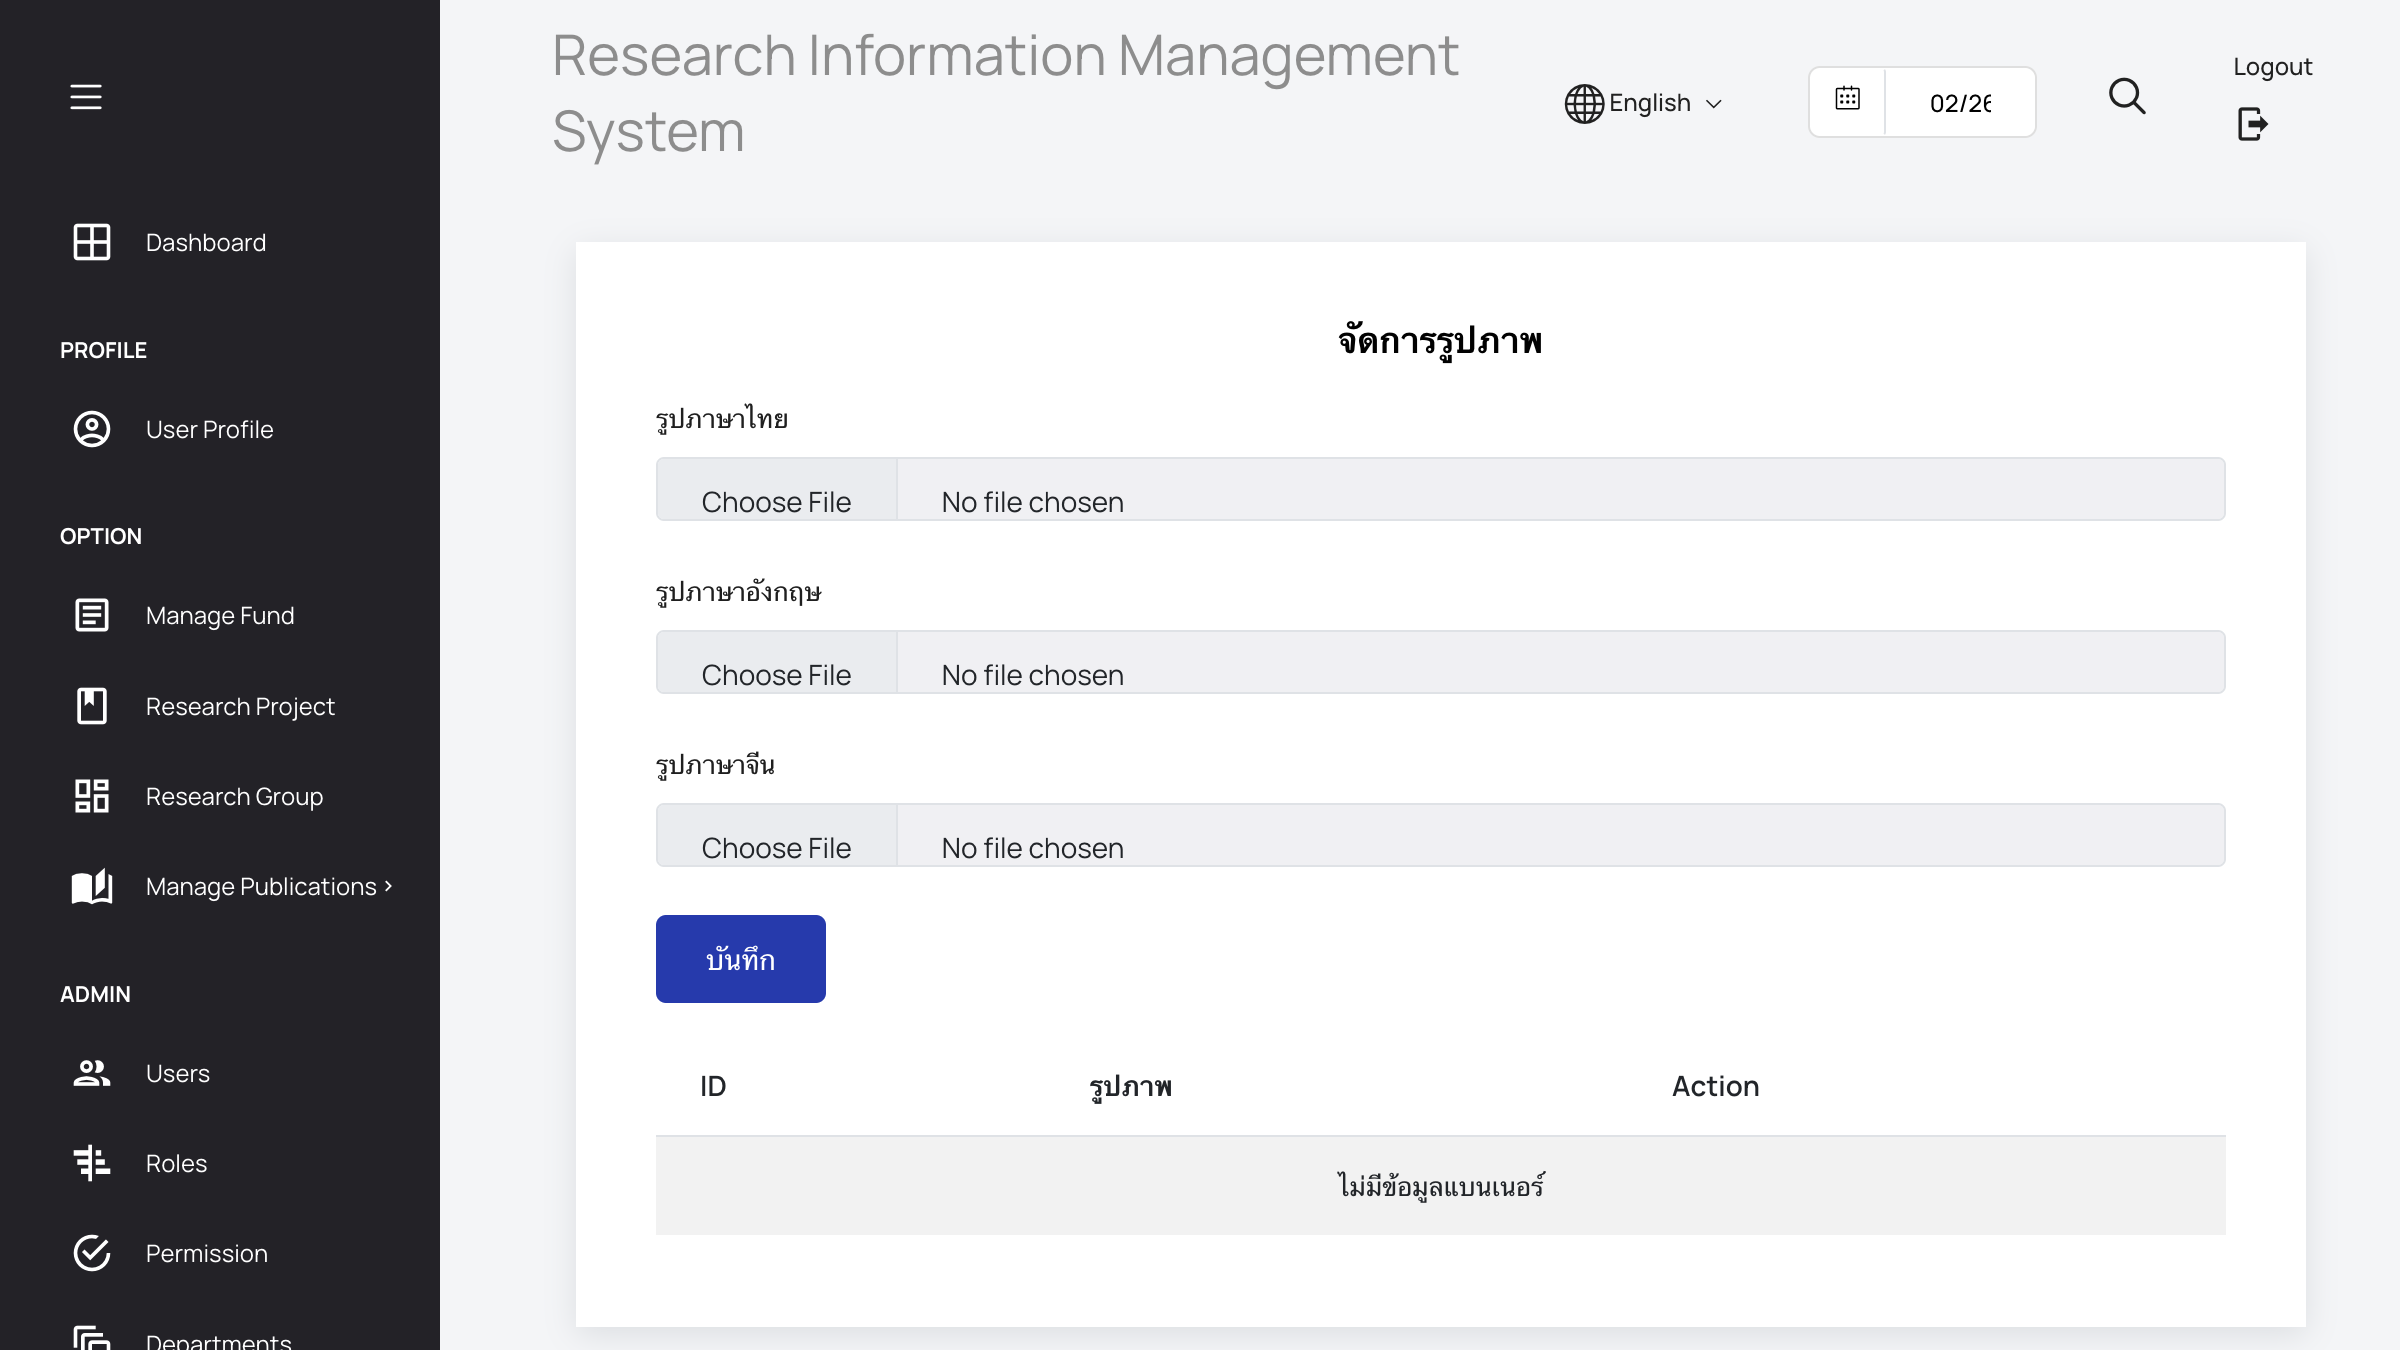 Research Information Management
System
English
02/26
Logout
Dashboard
PROFILE
User Profile
OPTION
Manage Fund
Research Project
Research Group
Manage Publications
ADMIN
Users
Roles
Permission
Departments
จัดการรูปภาพ
รูปภาษาไทย
Choose File No file chosen
รูปภาษาอังกฤษ
Choose File No file chosen
รูปภาษาจีน
Choose File No file chosen
บันทึก
ID รูปภาพ Action
ไม่มีข้อมูลแบนเนอร์